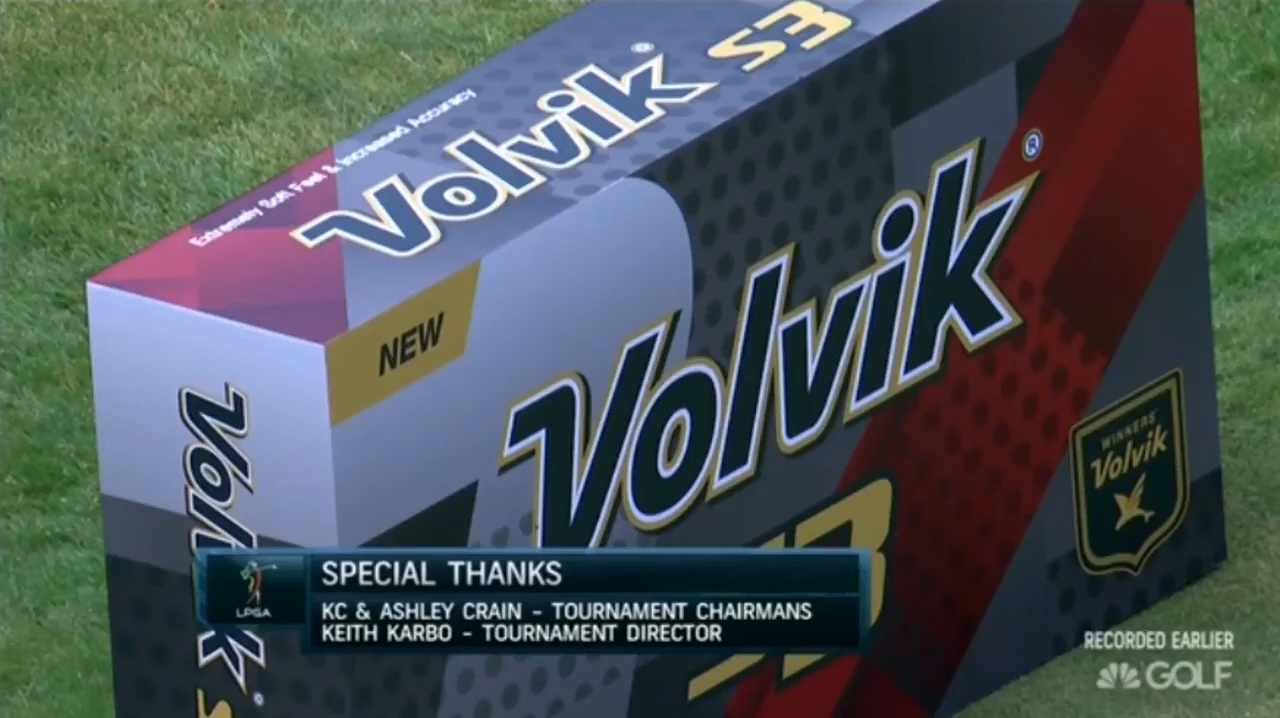 Extremely Soft Feel & Increased Accuracy
Volvik® S3
NEW
Volvik®
S3
Volvik S
WINNERS'
Volvik
LPGA
SPECIAL THANKS
KC & ASHLEY CRAIN - TOURNAMENT CHAIRMANS
KEITH KARBO - TOURNAMENT DIRECTOR
RECORDED EARLIER
GOLF